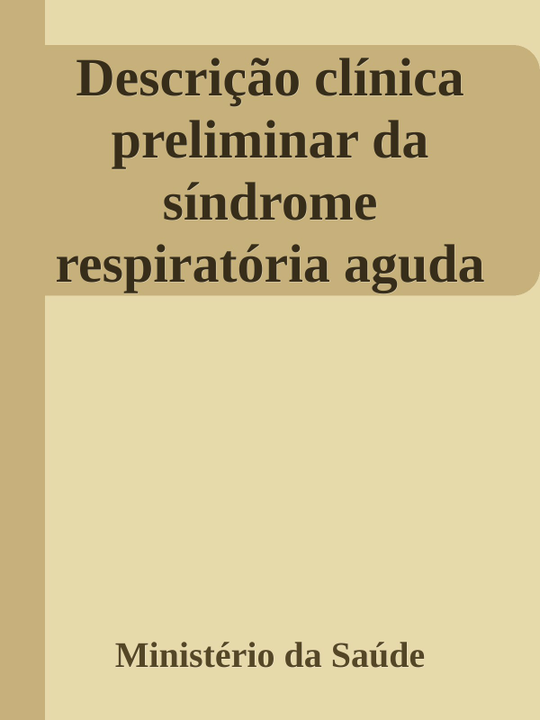 Descrição clínica
preliminar da
síndrome
respiratória aguda
Ministério da Saúde